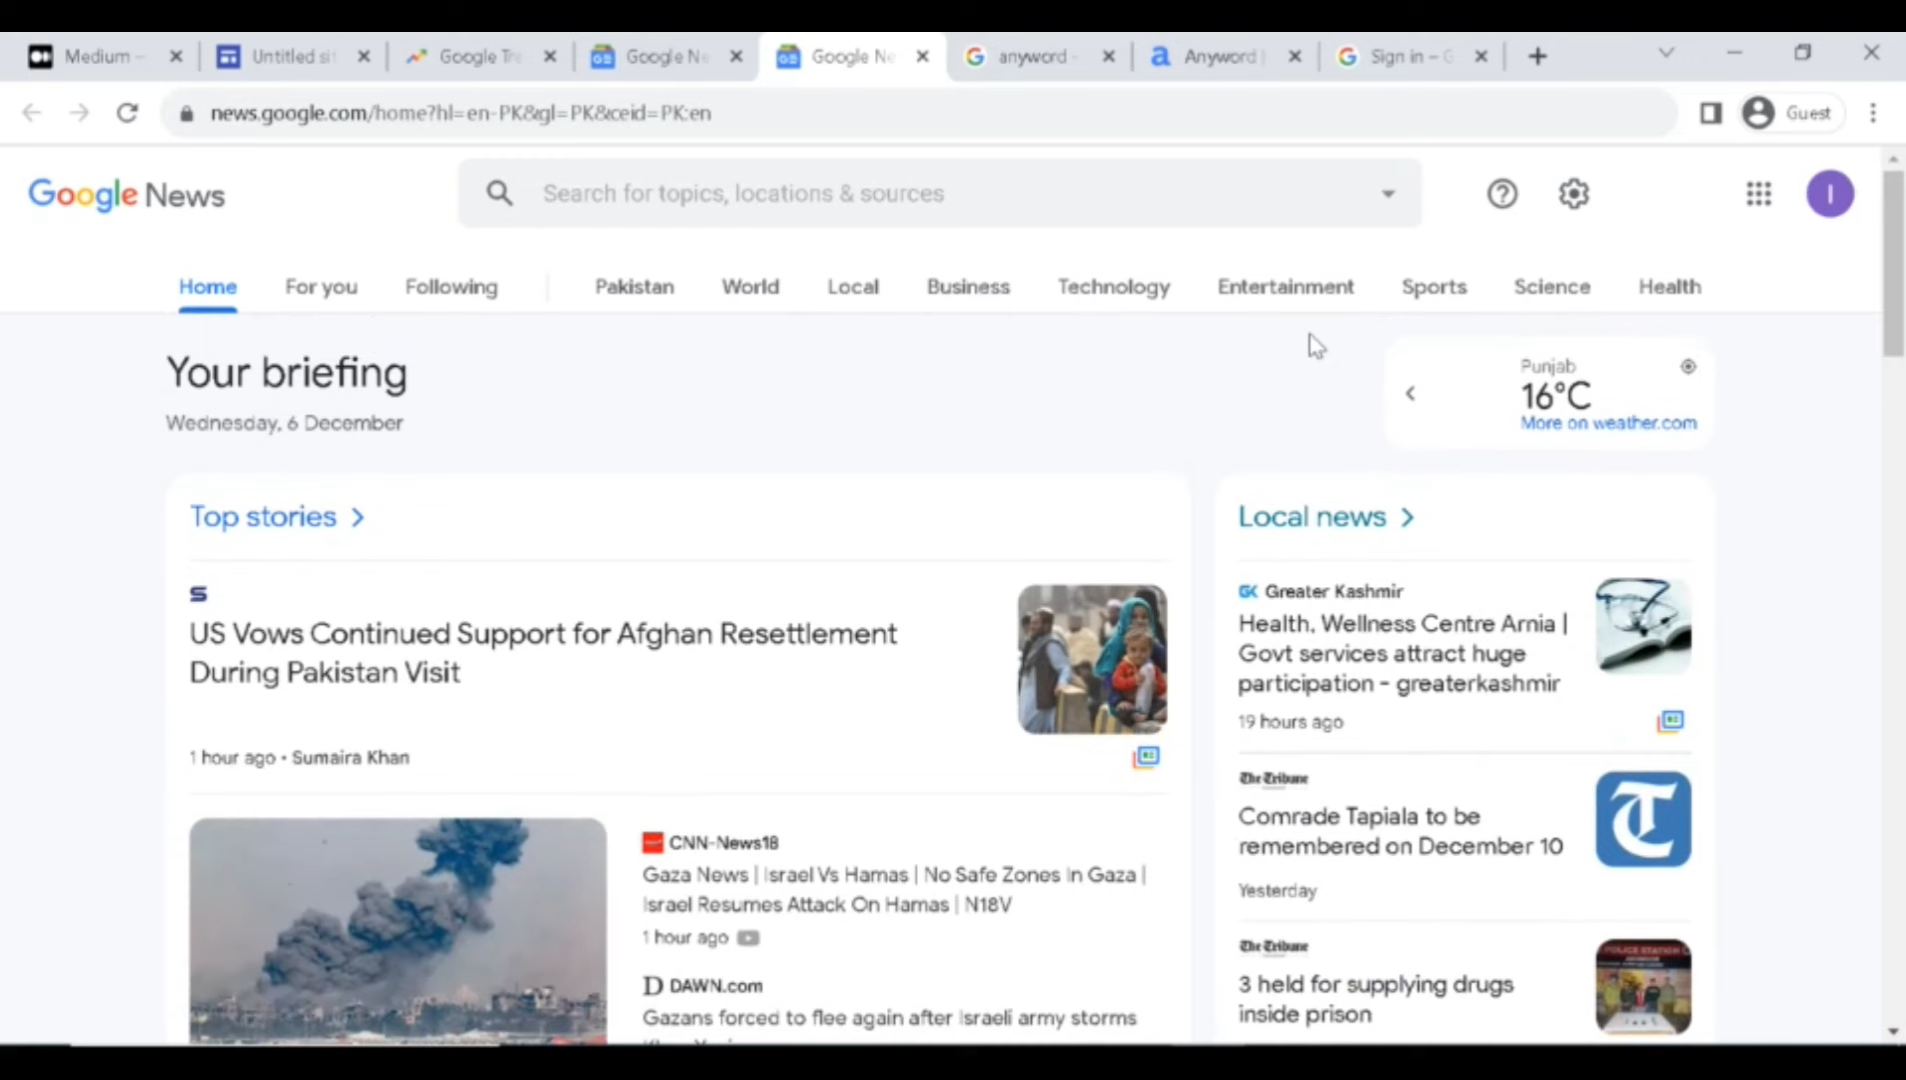 Medium –
Untitled si
Google Tre
Google Ne
Google Ne
anyword -
Anyword |
Sign in – G
news.google.com/home?hl=en-PK&gl=PK&ceid=PK:en
Guest
Google News
Search for topics, locations & sources
I
Home
For you
Following
Pakistan
World
Local
Business
Technology
Entertainment
Sports
Science
Health
Your briefing
Wednesday, 6 December
Punjab
16°C
More on weather.com
Top stories >
US Vows Continued Support for Afghan Resettlement
During Pakistan Visit
1 hour ago • Sumaira Khan
CNN-News18
Gaza News | Israel Vs Hamas | No Safe Zones In Gaza |
Israel Resumes Attack On Hamas | N18V
1 hour ago
DAWN.com
Gazans forced to flee again after Israeli army storms
Local news >
GK Greater Kashmir
Health, Wellness Centre Arnia |
Govt services attract huge
participation - greaterkashmir
19 hours ago
The Tribune
Comrade Tapiala to be
remembered on December 10
Yesterday
The Tribune
3 held for supplying drugs
inside prison